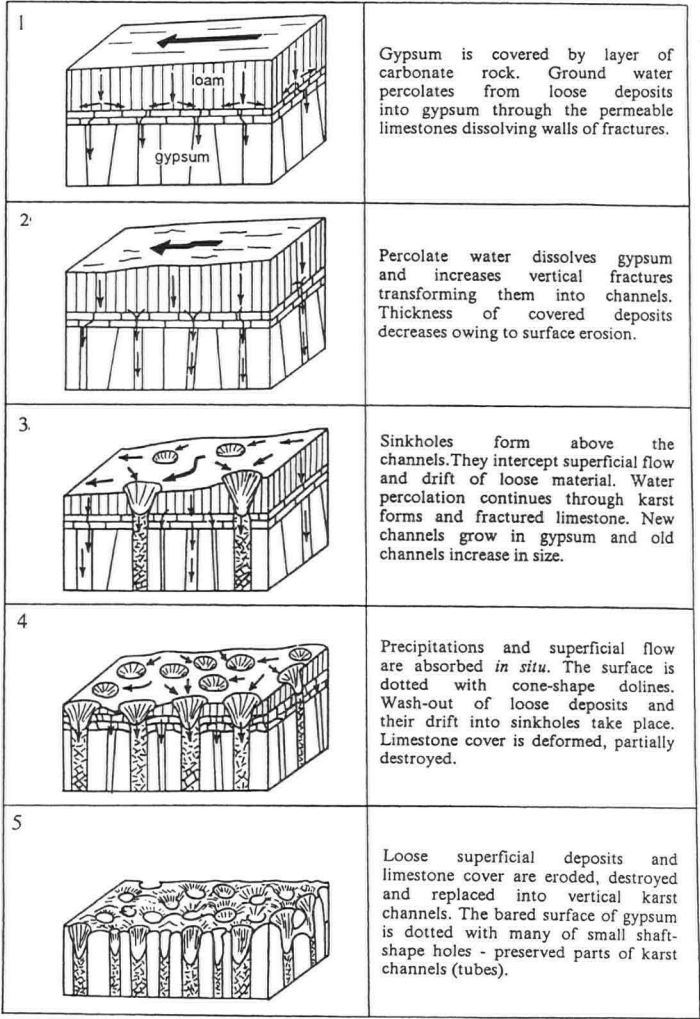 1
loam
gypsum
Gypsum is covered by layer of
carbonate rock. Ground water
percolates from loose deposits
into gypsum through the permeable
limestones dissolving walls of fractures.
2
Percolate water dissolves gypsum
and increases vertical fractures
transforming them into channels.
Thickness of covered deposits
decreases owing to surface erosion.
3.
Sinkholes form above the
channels.They intercept superficial flow
and drift of loose material. Water
percolation continues through karst
forms and fractured limestone. New
channels grow in gypsum and old
channels increase in size.
4
Precipitations and superficial flow
are absorbed in situ. The surface is
dotted with cone-shape dolines.
Wash-out of loose deposits and
their drift into sinkholes take place.
Limestone cover is deformed, partially
destroyed.
5
Loose superficial deposits and
limestone cover are eroded, destroyed
and replaced into vertical karst
channels. The bared surface of gypsum
is dotted with many of small shaft-
shape holes - preserved parts of karst
channels (tubes).